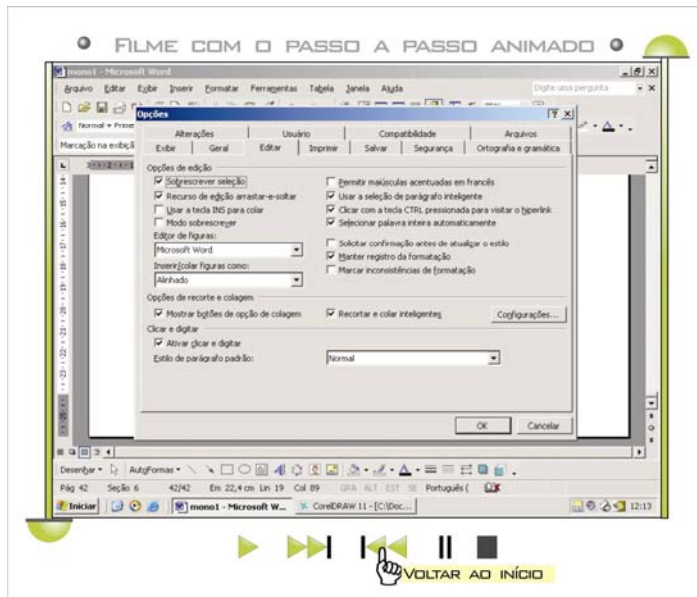 FILME COM O PASSO A PASSO ANIMADO
mono1 - Microsoft Word
Arquivo Editar Exibir Inserir Formatar Ferramentas Tabela Janela Ajuda Digite uma pergunta
Normal + Prime
Marcação na exibiçã
Opções
Alterações Usuário Compatibilidade Arquivos
Exibir Geral Editar Imprimir Salvar Segurança Ortografia e gramática
Opções de edição
Sobrescrever seleção Permitir maiúsculas acentuadas em francês
Recurso de edição arrastar-e-soltar Usar a seleção de parágrafo inteligente
Usar a tecla INS para colar Clicar com a tecla CTRL pressionada para visitar o hiperlink
Modo sobrescrever Selecionar palavra inteira automaticamente
Editor de figuras:
Microsoft Word Solicitar confirmação antes de atualizar o estilo
Manter registro da formatação
Inserir/colar figuras como: Marcar inconsistências de formatação
Alinhado
Opções de recorte e colagem
Mostrar botões de opção de colagem Recortar e colar inteligentes Configurações...
Clicar e digitar
Ativar clicar e digitar
Estilo de parágrafo padrão: Normal
OK Cancelar
Desenhar AutoFormas
Pág 42 Seção 6 42/42 Em 22,4 cm Lin 19 Col 89 GRA ALT EST SE Português (
Iniciar mono1 - Microsoft W... CorelDRAW 11 - [C:\Doc... 12:13
VOLTAR AO INÍCIO